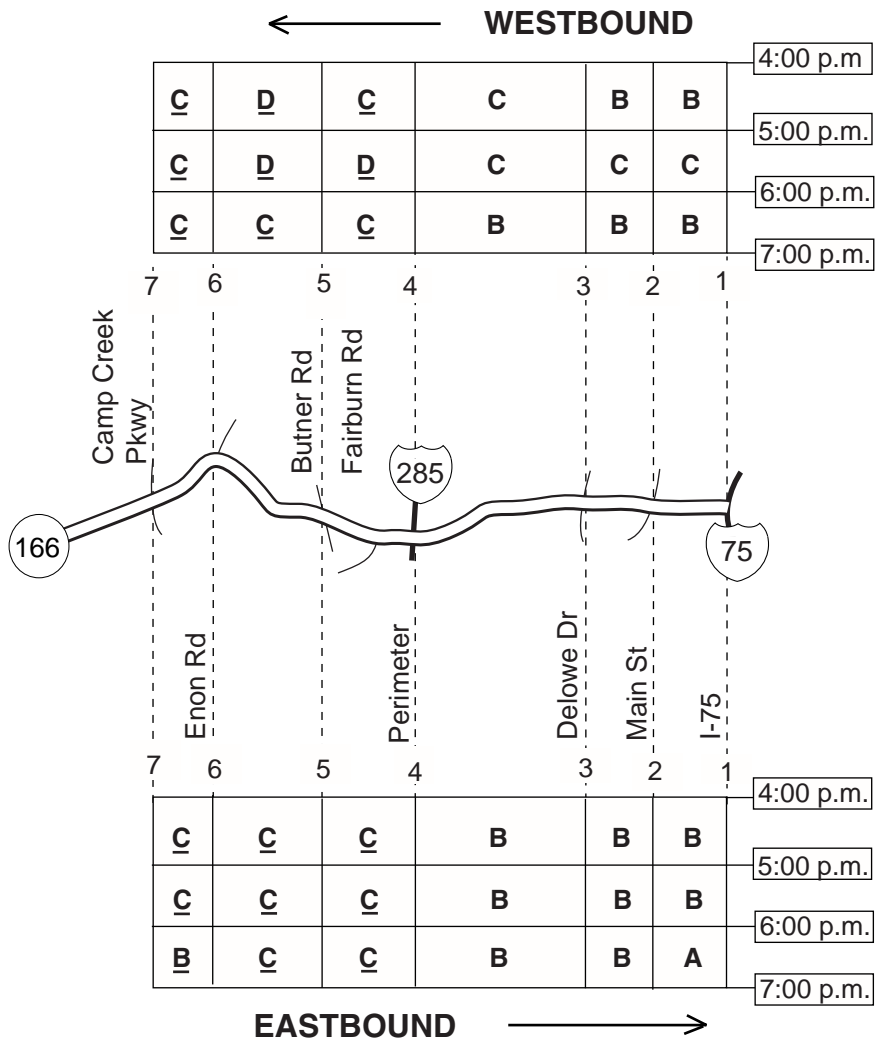 WESTBOUND
4:00 p.m
C D C C B B
5:00 p.m.
C D D C C C
6:00 p.m.
C C C B B B
7:00 p.m.
7 6 5 4 3 2 1
Camp Creek
Pkwy
Butner Rd
Fairburn Rd
285
166
75
Enon Rd
Perimeter
Delowe Dr
Main St
I-75
7 6 5 4 3 2 1
4:00 p.m.
C C C B B B
5:00 p.m.
C C C B B B
6:00 p.m.
B C C B B A
7:00 p.m.
EASTBOUND